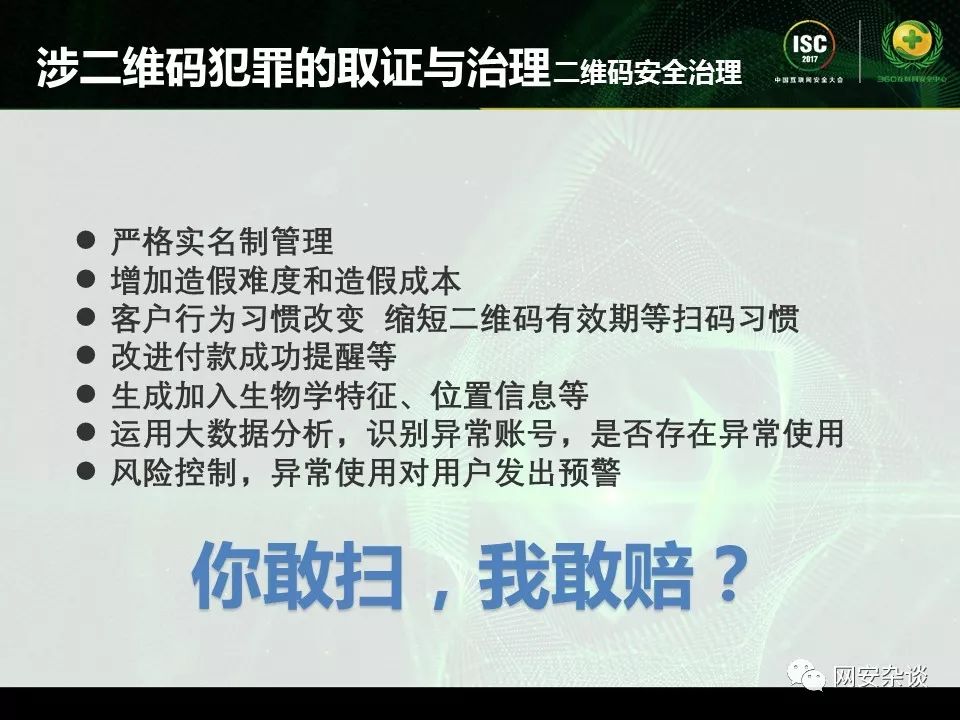 涉二维码犯罪的取证与治理二维码安全治理
ISC
2017
中国互联网安全大会
360互联网安全中心
● 严格实名制管理
● 增加造假难度和造假成本
● 客户行为习惯改变 缩短二维码有效期等扫码习惯
● 改进付款成功提醒等
● 生成加入生物学特征、位置信息等
● 运用大数据分析，识别异常账号，是否存在异常使用
● 风险控制，异常使用对用户发出预警
你敢扫，我敢赔？
网安杂谈